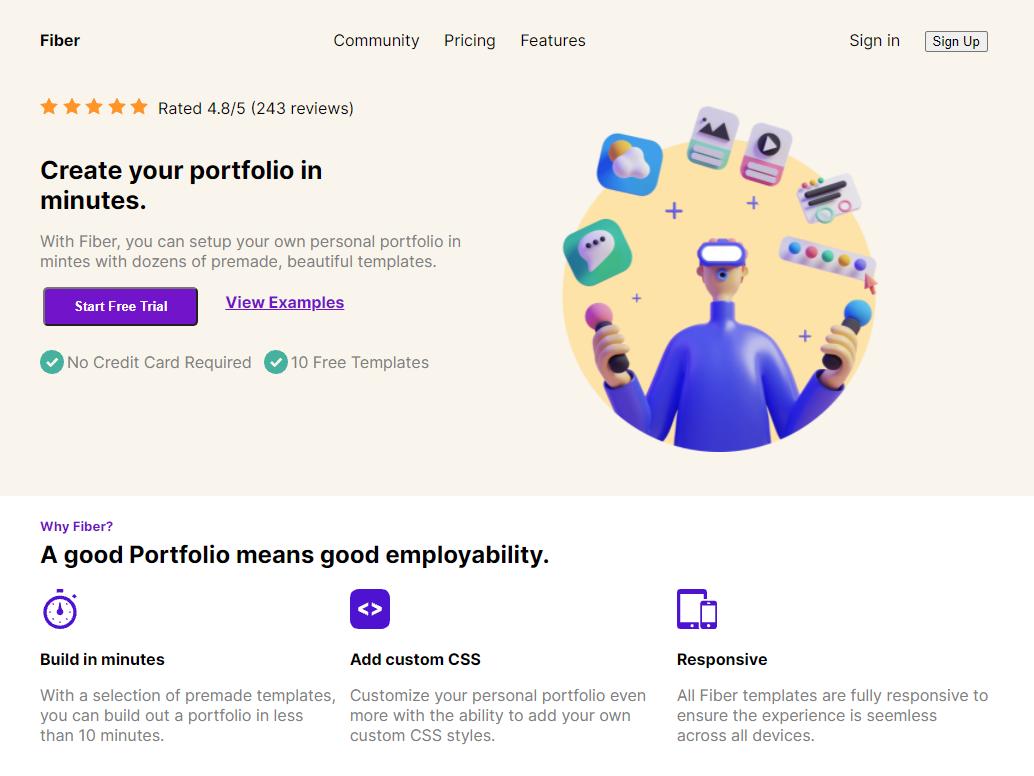 Fiber Community Pricing Features Sign in Sign Up
Rated 4.8/5 (243 reviews)
Create your portfolio in
minutes.
With Fiber, you can setup your own personal portfolio in
mintes with dozens of premade, beautiful templates.
Start Free Trial View Examples
No Credit Card Required 10 Free Templates
Why Fiber?
A good Portfolio means good employability.
<>
Build in minutes
With a selection of premade templates,
you can build out a portfolio in less
than 10 minutes.
Add custom CSS
Customize your personal portfolio even
more with the ability to add your own
custom CSS styles.
Responsive
All Fiber templates are fully responsive to
ensure the experience is seemless
across all devices.